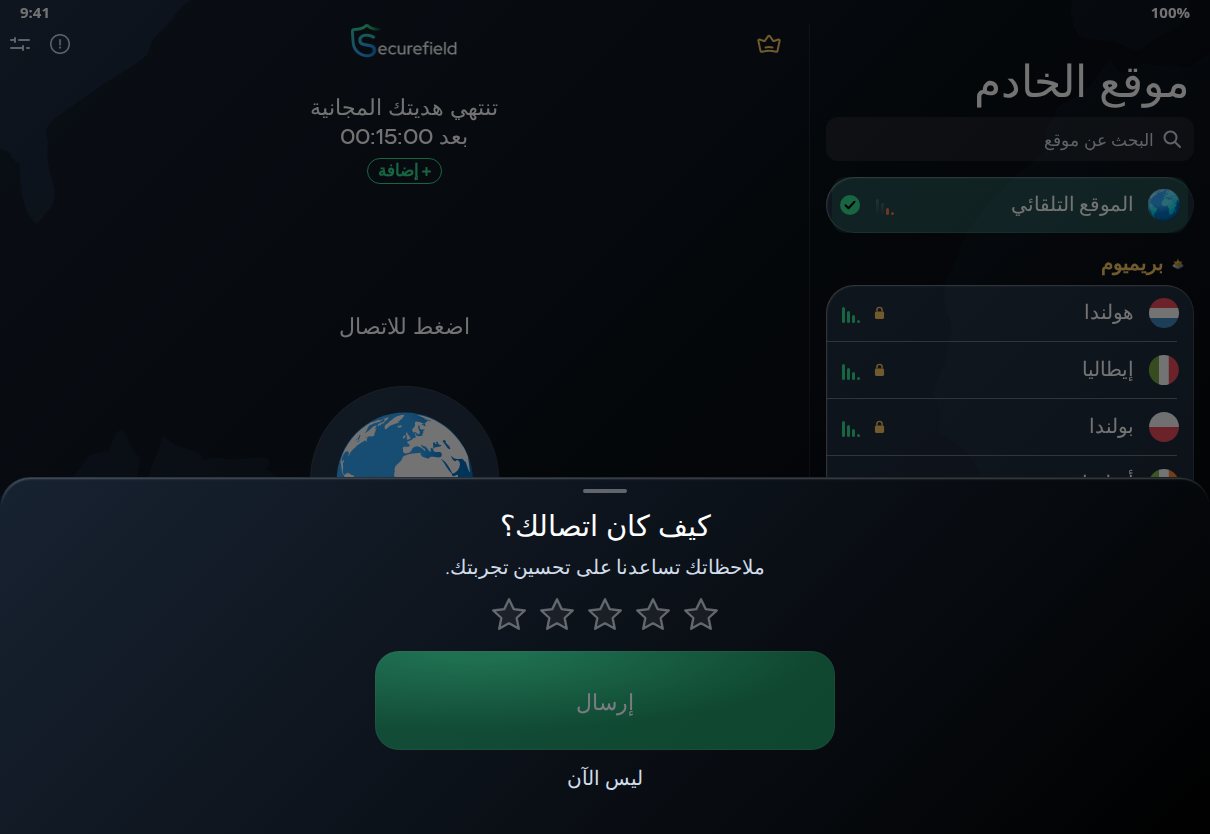 9:41
100%
Securefield
تنتهي هديتك المجانية
بعد 00:15:00
+ إضافة
اضغط للاتصال
موقع الخادم
البحث عن موقع
الموقع التلقائي
بريميوم
هولندا
إيطاليا
بولندا
كيف كان اتصالك؟
ملاحظاتك تساعدنا على تحسين تجربتك.
إرسال
ليس الآن